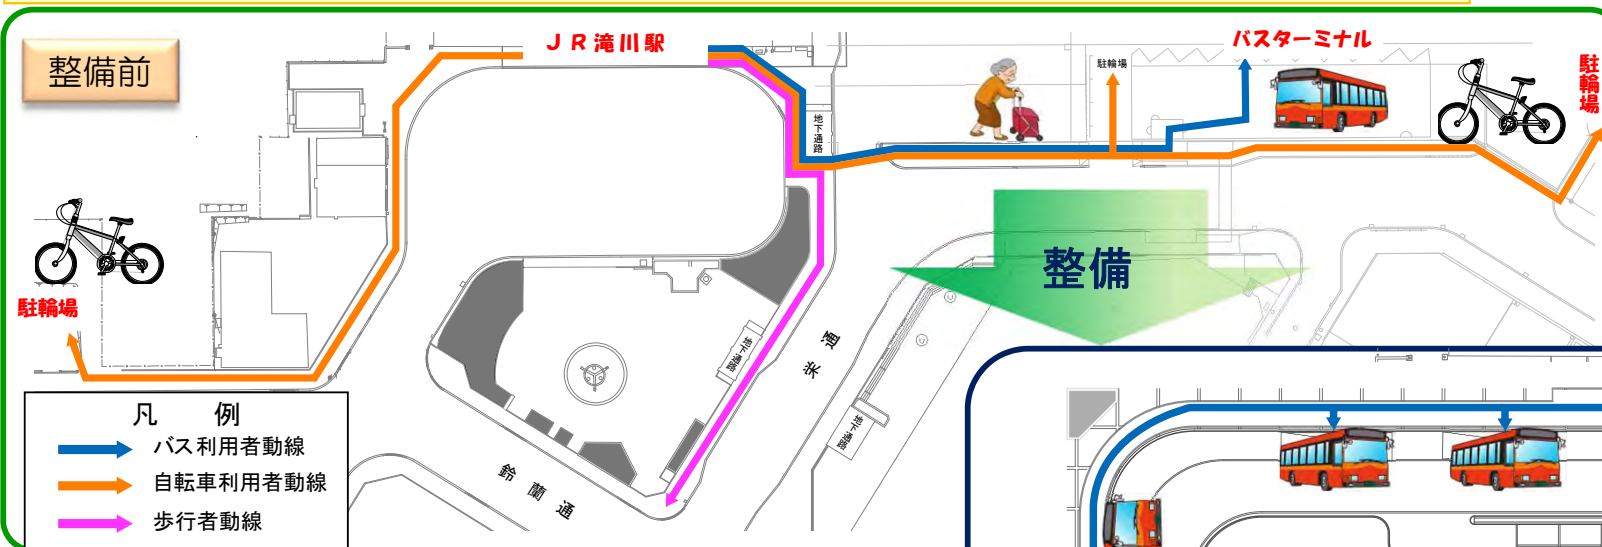 整備前
JR滝川駅
バスターミナル
駐輪場
駐輪場
地下通路
整備
駐輪場
地下通路
栄通
地下通路
鈴蘭通
凡 例
バス利用者動線
自転車利用者動線
歩行者動線